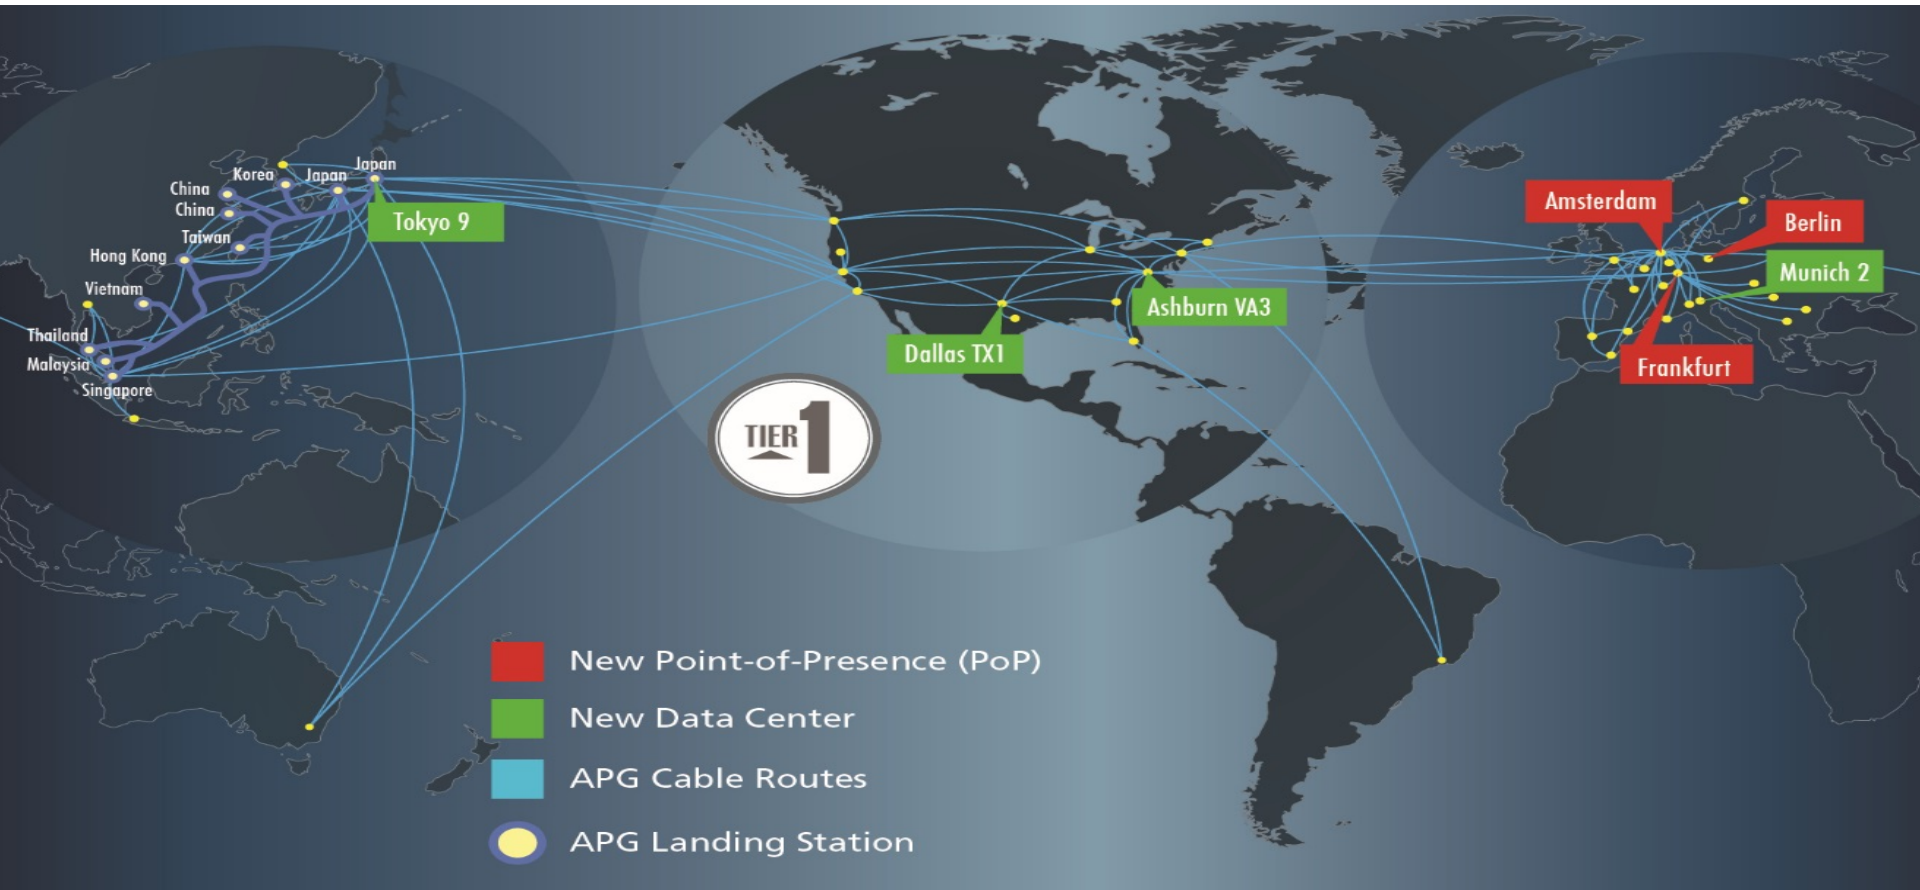 Japan
Korea
Japan
China
China
Taiwan
Hong Kong
Vietnam
Thailand
Malaysia
Singapore
Tokyo 9
Dallas TX1
Ashburn VA3
Amsterdam
Berlin
Munich 2
Frankfurt
TIER 1
New Point-of-Presence (PoP)
New Data Center
APG Cable Routes
APG Landing Station